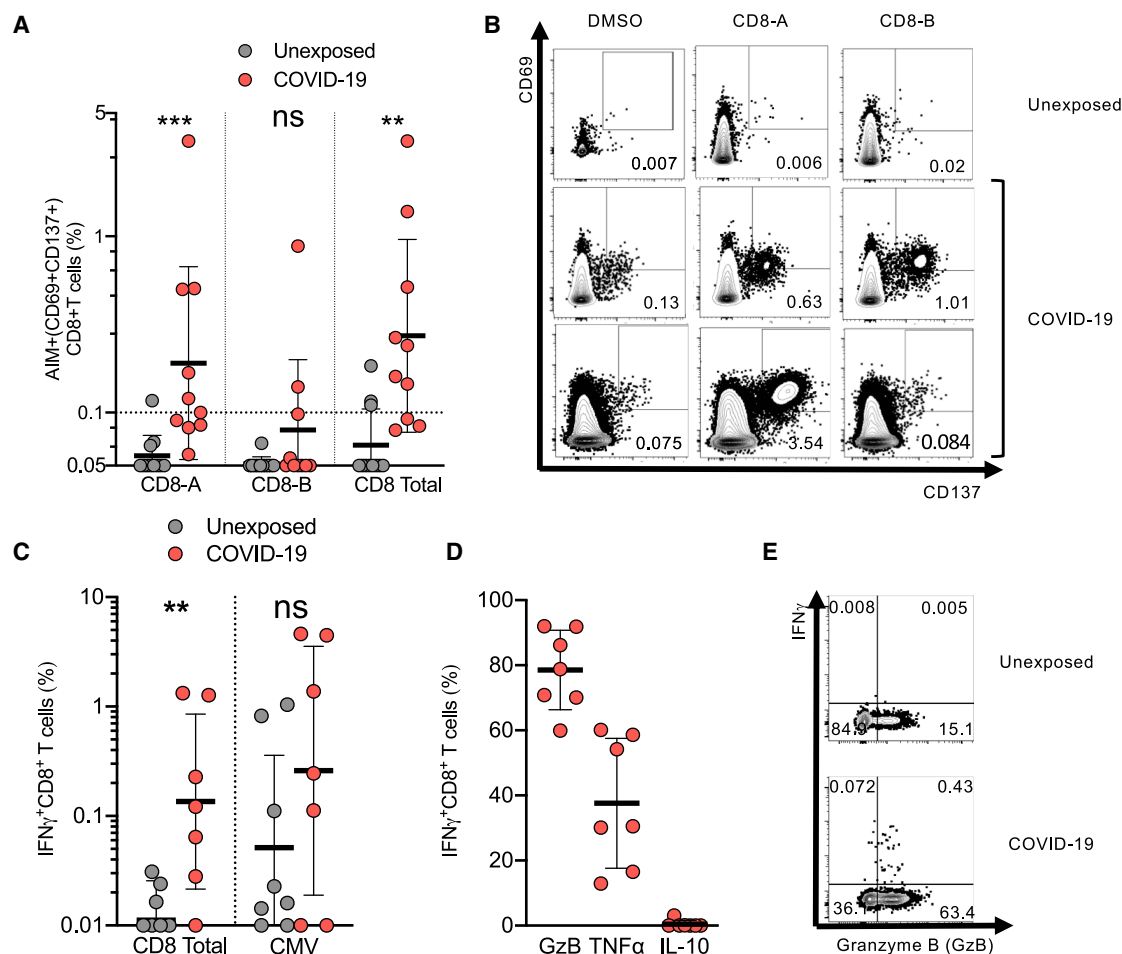 A
Unexposed
COVID-19
5
1
0.1
0.05
AIM+(CD69+CD137+)
CD8+T cells (%)
***
ns
**
CD8-A
CD8-B
CD8 Total
B
DMSO
CD8-A
CD8-B
CD69
0.007
0.006
0.02
Unexposed
0.13
0.63
1.01
COVID-19
0.075
3.54
0.084
CD137
C
Unexposed
COVID-19
10
1
0.1
0.01
IFNγ+CD8+ T cells (%)
**
ns
CD8 Total
CMV
D
100
80
60
40
20
0
IFNγ+CD8+ T cells (%)
GzB
TNFα
IL-10
E
IFNγ
0.008
0.005
Unexposed
84.9
15.1
0.072
0.43
COVID-19
36.
63.4
Granzyme B (GzB)